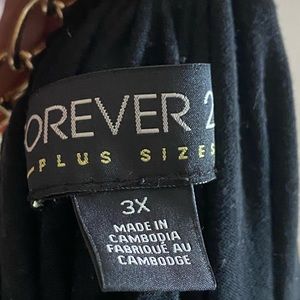 OREVER 2
PLUS SIZES
3X
MADE IN
CAMBODIA
FABRIQUÉ AU
CAMBODGE